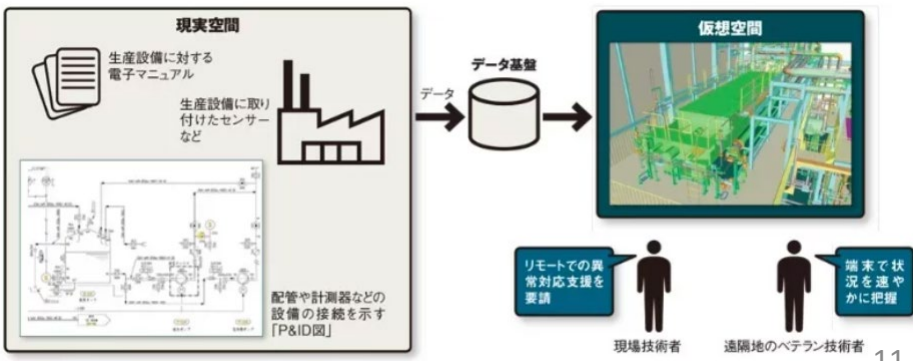 現実空間
生産設備に対する
電子マニュアル
生産設備に取り
付けたセンサー
など
配管や計測器などの
設備の接続を示す
「P&ID図」
データ
データ基盤
仮想空間
リモートでの異
常対応支援を
要請
端末で状
況を速や
かに把握
現場技術者
遠隔地のベテラン技術者
11